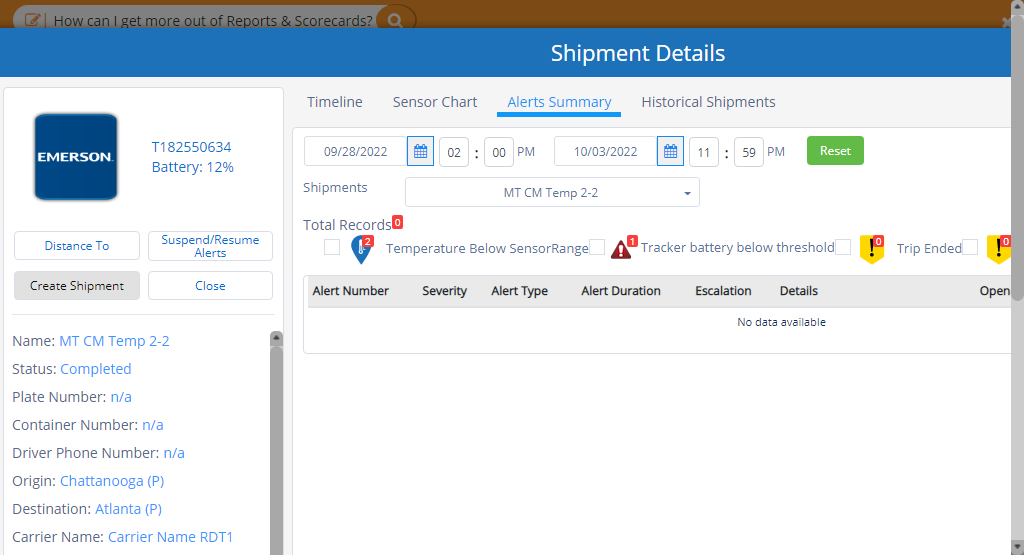 How can I get more out of Reports & Scorecards?
Shipment Details
EMERSON.
T182550634
Battery: 12%
Distance To
Suspend/Resume
Alerts
Create Shipment
Close
Name: MT CM Temp 2-2
Status: Completed
Plate Number: n/a
Container Number: n/a
Driver Phone Number: n/a
Origin: Chattanooga (P)
Destination: Atlanta (P)
Carrier Name: Carrier Name RDT1
Timeline Sensor Chart Alerts Summary Historical Shipments
09/28/2022 02 : 00 PM 10/03/2022 11 : 59 PM Reset
Shipments MT CM Temp 2-2
Total Records 0
2 Temperature Below SensorRange 1 Tracker battery below threshold ! 0 Trip Ended ! 0
Alert Number Severity Alert Type Alert Duration Escalation Details Open
No data available